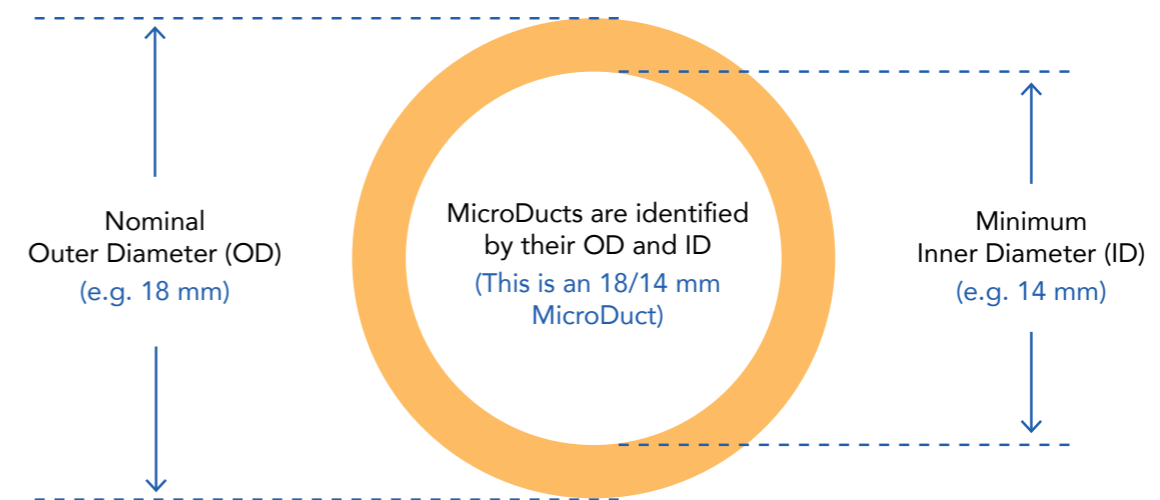 Nominal
Outer Diameter (OD)
(e.g. 18 mm)
MicroDucts are identified
by their OD and ID
(This is an 18/14 mm
MicroDuct)
Minimum
Inner Diameter (ID)
(e.g. 14 mm)